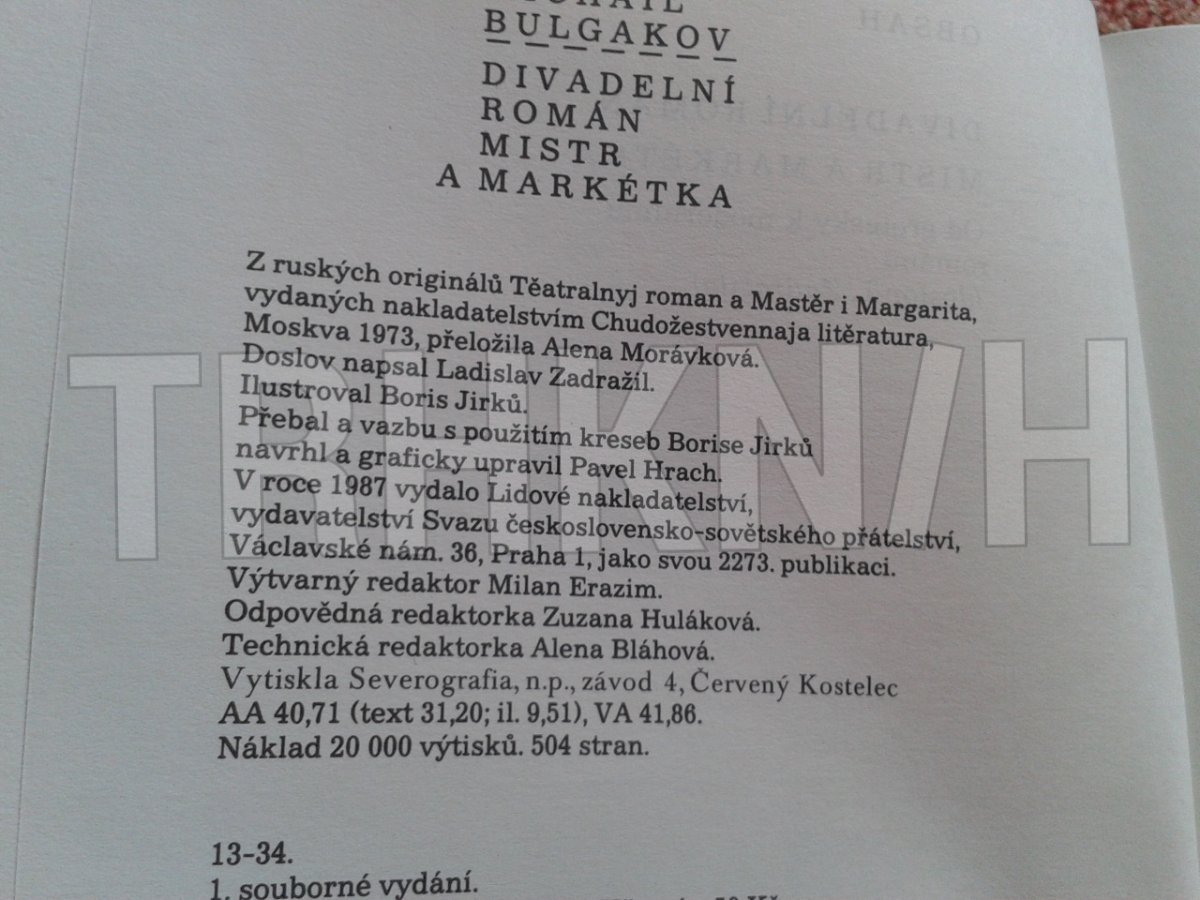 BULGAKOV
DIVADELNÍ
ROMÁN
MISTR
A MARKÉTKA
OBSAH
Z ruských originálů Těatralnyj roman a Mastěr i Margarita,
vydaných nakladatelstvím Chudožestvennaja litěratura,
Moskva 1973, přeložila Alena Morávková.
Doslov napsal Ladislav Zadražil.
Ilustroval Boris Jirků.
Přebal a vazbu s použitím kreseb Borise Jirků
navrhl a graficky upravil Pavel Hrach.
V roce 1987 vydalo Lidové nakladatelství,
vydavatelství Svazu československo-sovětského přátelství,
Václavské nám. 36, Praha 1, jako svou 2273. publikaci.
Výtvarný redaktor Milan Erazim.
Odpovědná redaktorka Zuzana Huláková.
Technická redaktorka Alena Bláhová.
Vytiskla Severografia, n.p., závod 4, Červený Kostelec
AA 40,71 (text 31,20; il. 9,51), VA 41,86.
Náklad 20 000 výtisků. 504 stran.
13-34.
1. souborné vydání.